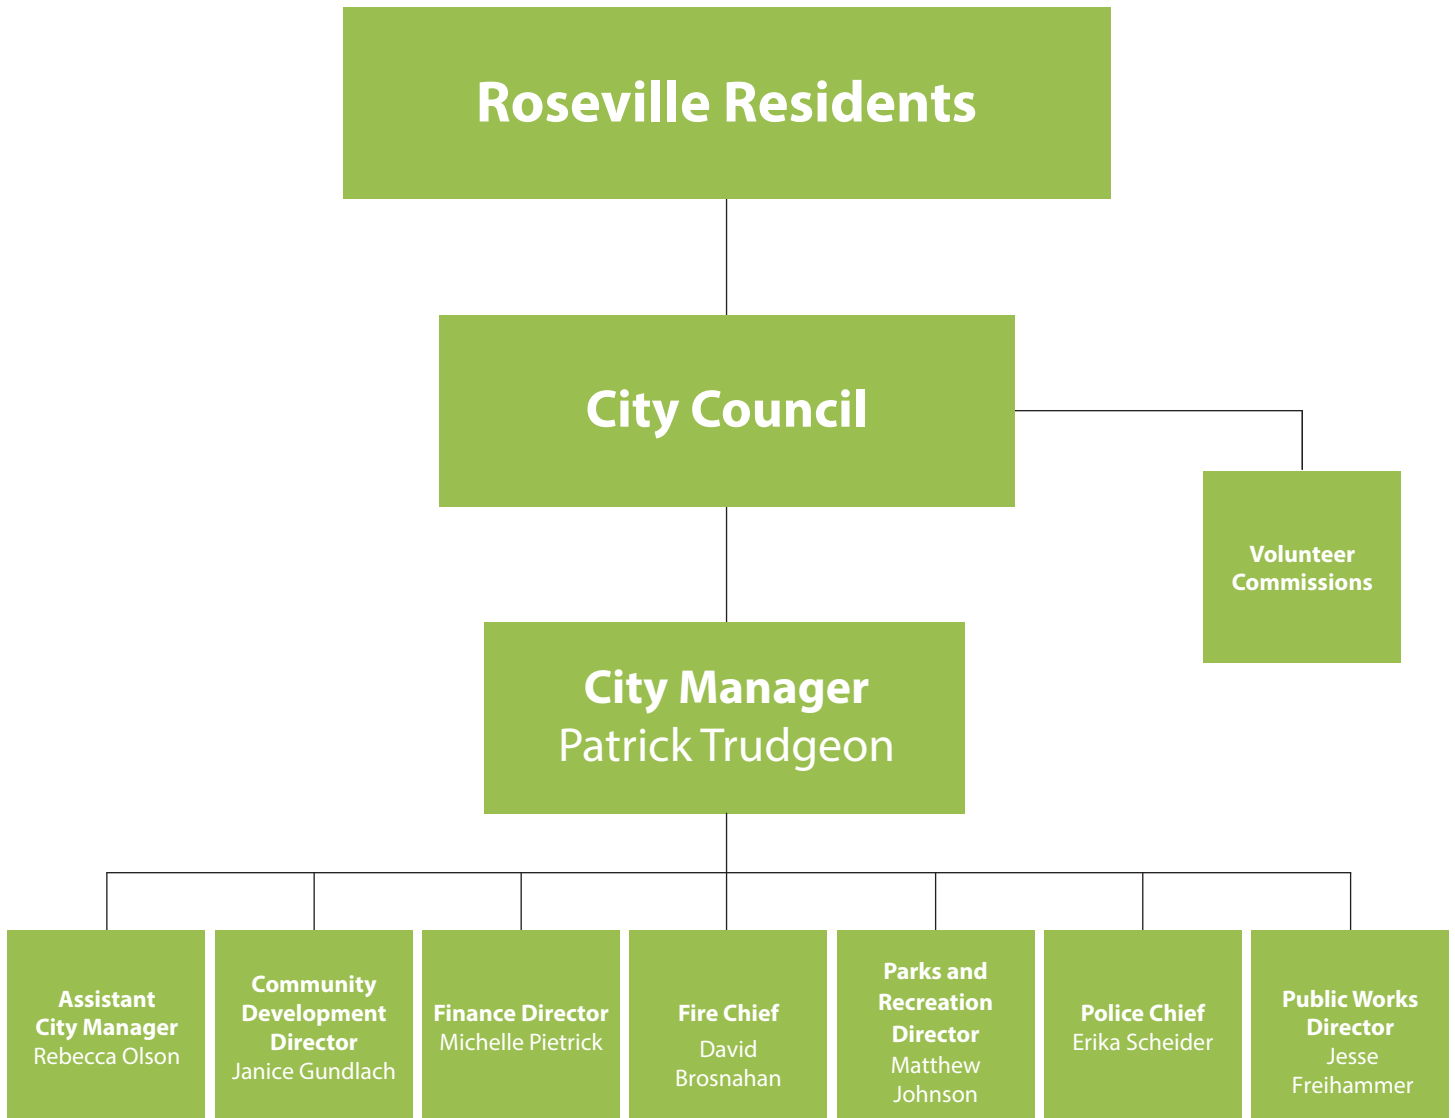 Roseville Residents
City Council
Volunteer
Commissions
City Manager
Patrick Trudgeon
Assistant
City Manager
Rebecca Olson
Community
Development
Director
Janice Gundlach
Finance Director
Michelle Pietrick
Fire Chief
David
Brosnahan
Parks and
Recreation
Director
Matthew
Johnson
Police Chief
Erika Scheider
Public Works
Director
Jesse
Freihammer